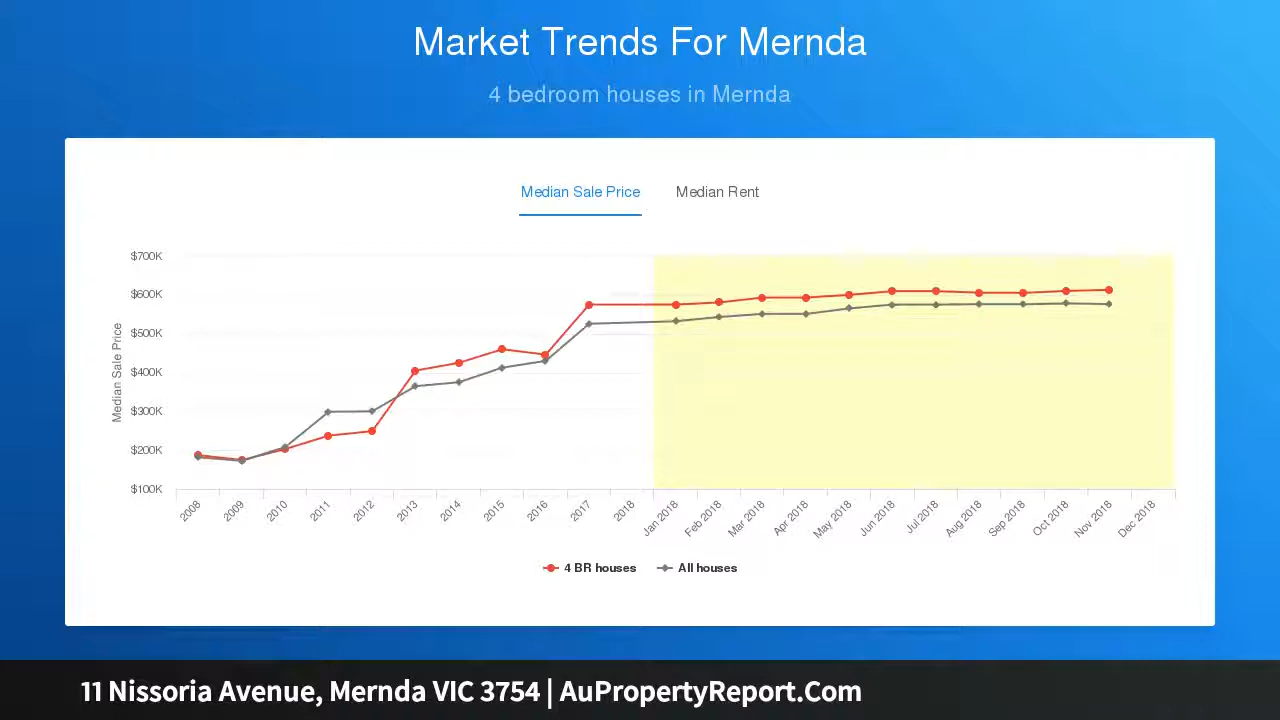 Market Trends For Mernda
4 bedroom houses in Mernda
Median Sale Price Median Rent
$700K
$600K
$500K
$400K
$300K
$200K
$100K
Median Sale Price
2008 2009 2010 2011 2012 2013 2014 2015 2016 2017 2018 Jan 2018 Feb 2018 Mar 2018 Apr 2018 May 2018 Jun 2018 Jul 2018 Aug 2018 Sep 2018 Oct 2018 Nov 2018 Dec 2018
4 BR houses All houses
11 Nissoria Avenue, Mernda VIC 3754 | AuPropertyReport.Com